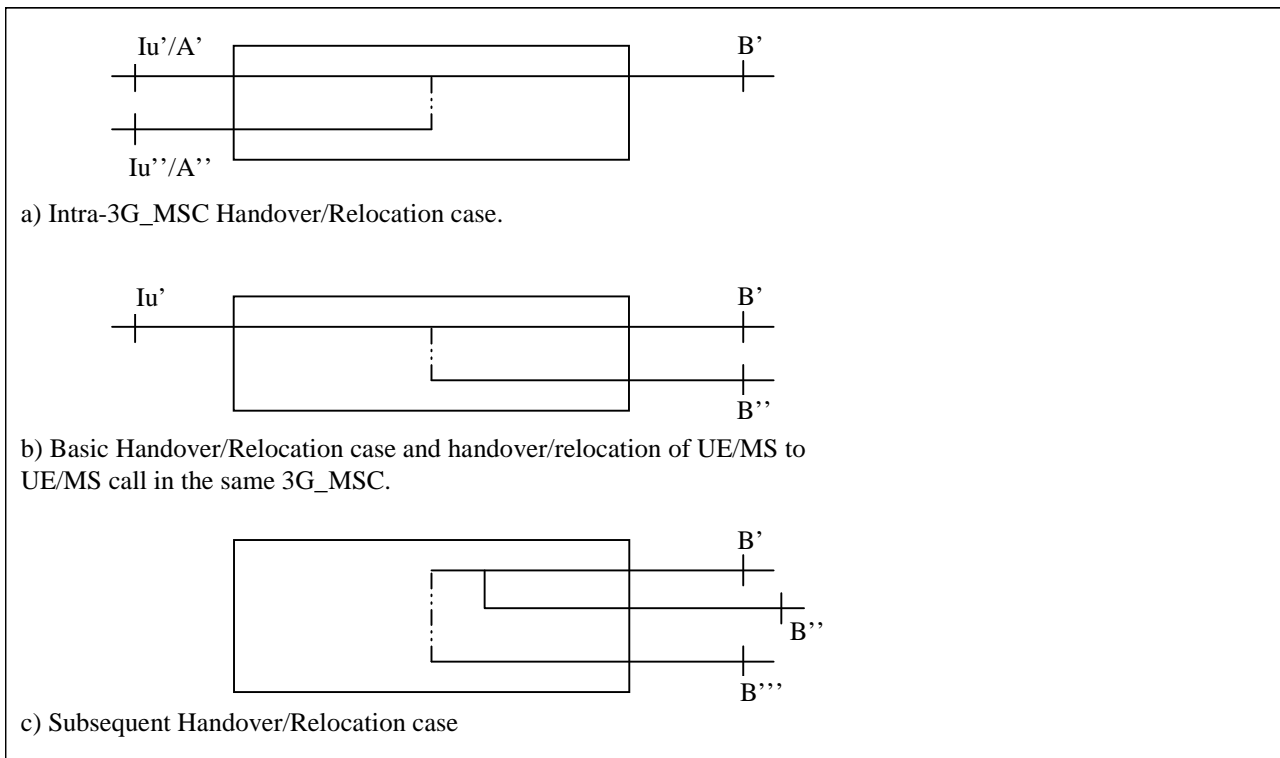 Iu’/A’
B’
Iu’’/A’’
a) Intra-3G_MSC Handover/Relocation case.
Iu’
B’
B’’
b) Basic Handover/Relocation case and handover/relocation of UE/MS to
UE/MS call in the same 3G_MSC.
B’
B’’
B’’’
c) Subsequent Handover/Relocation case